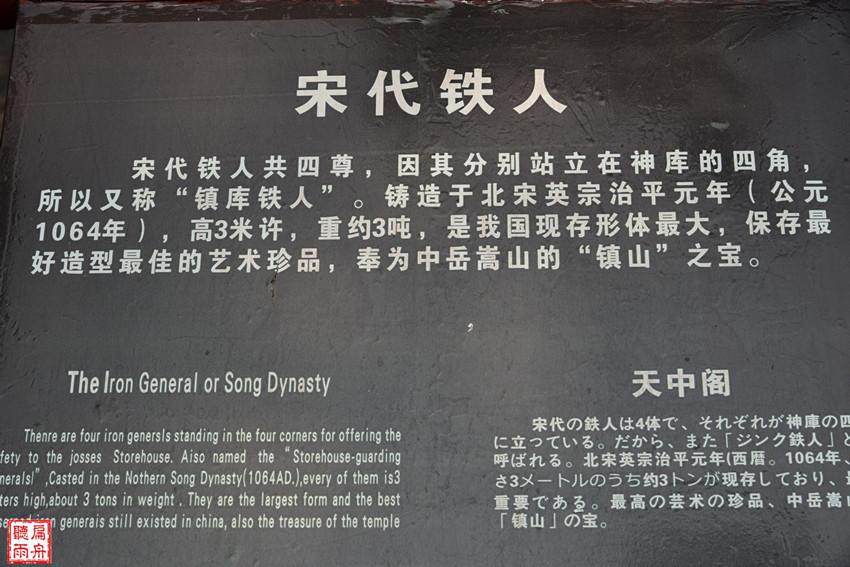 宋代铁人
宋代铁人共四尊，因其分别站立在神库的四角，
所以又称“镇库铁人”。铸造于北宋英宗治平元年（公元
1064年），高3米许，重约3吨，是我国现存形体最大，保存最
好造型最佳的艺术珍品，奉为中岳嵩山的“镇山”之宝。
The Iron General or Song Dynasty
Thenre are four iron genersls standing in the four corners for offering the
fety to the josses Storehouse. Aiso named the “Storehouse-guarding
nerals!”,Casted in the Nothern Song Dynasty(1064AD.),every of them is3
ters high,about 3 tons in weight . They are the largest form and the best
iron generais still existed in china, also the treasure of the temple
天中阁
宋代の鉄人は4体で、それぞれが神庫の四
に立っている。だから、また「ジンク鉄人」と
呼ばれる。北宋英宗治平元年(西暦。1064年、
さ3メートルのうち約3トンが現存しており、
重要である。最高の芸术の珍品、中岳嵩山
「镇山」の宝。
扁舟
聽雨